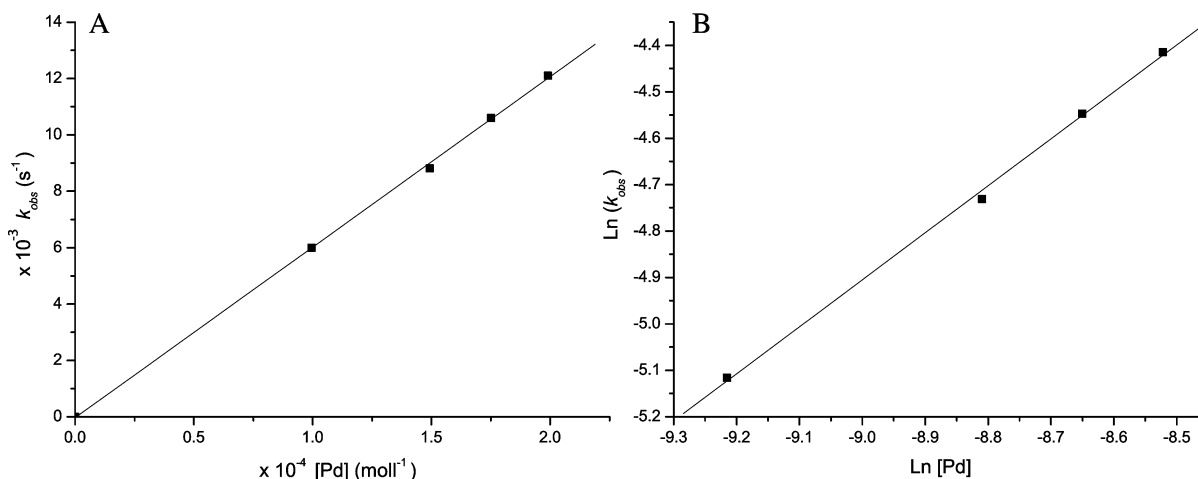 A
14
12
10
8
6
4
2
0
x 10⁻³ k_obs (s⁻¹)
0.0 0.5 1.0 1.5 2.0
x 10⁻⁴ [Pd] (moll⁻¹)
B
-4.4
-4.5
-4.6
-4.7
-4.8
-4.9
-5.0
-5.1
-5.2
Ln (k_obs)
-9.3 -9.2 -9.1 -9.0 -8.9 -8.8 -8.7 -8.6 -8.5
Ln [Pd]